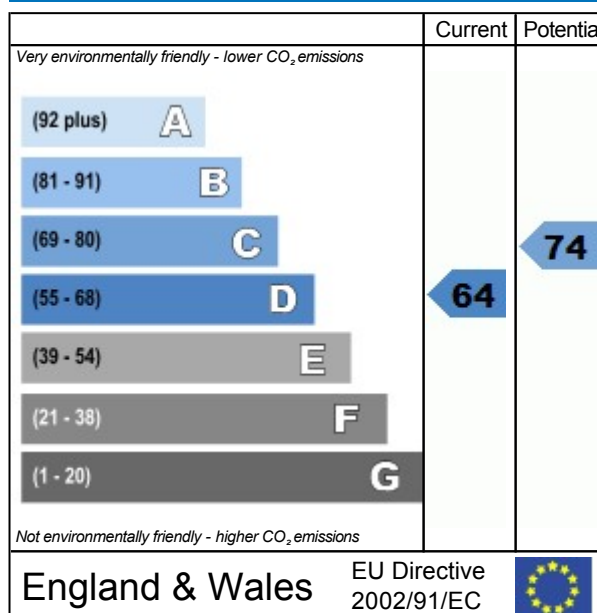 Current Potentia
Very environmentally friendly - lower CO₂ emissions
(92 plus) A
(81 - 91) B
(69 - 80) C
74
(55 - 68) D
64
(39 - 54) E
(21 - 38) F
(1 - 20) G
Not environmentally friendly - higher CO₂ emissions
England & Wales
EU Directive
2002/91/EC